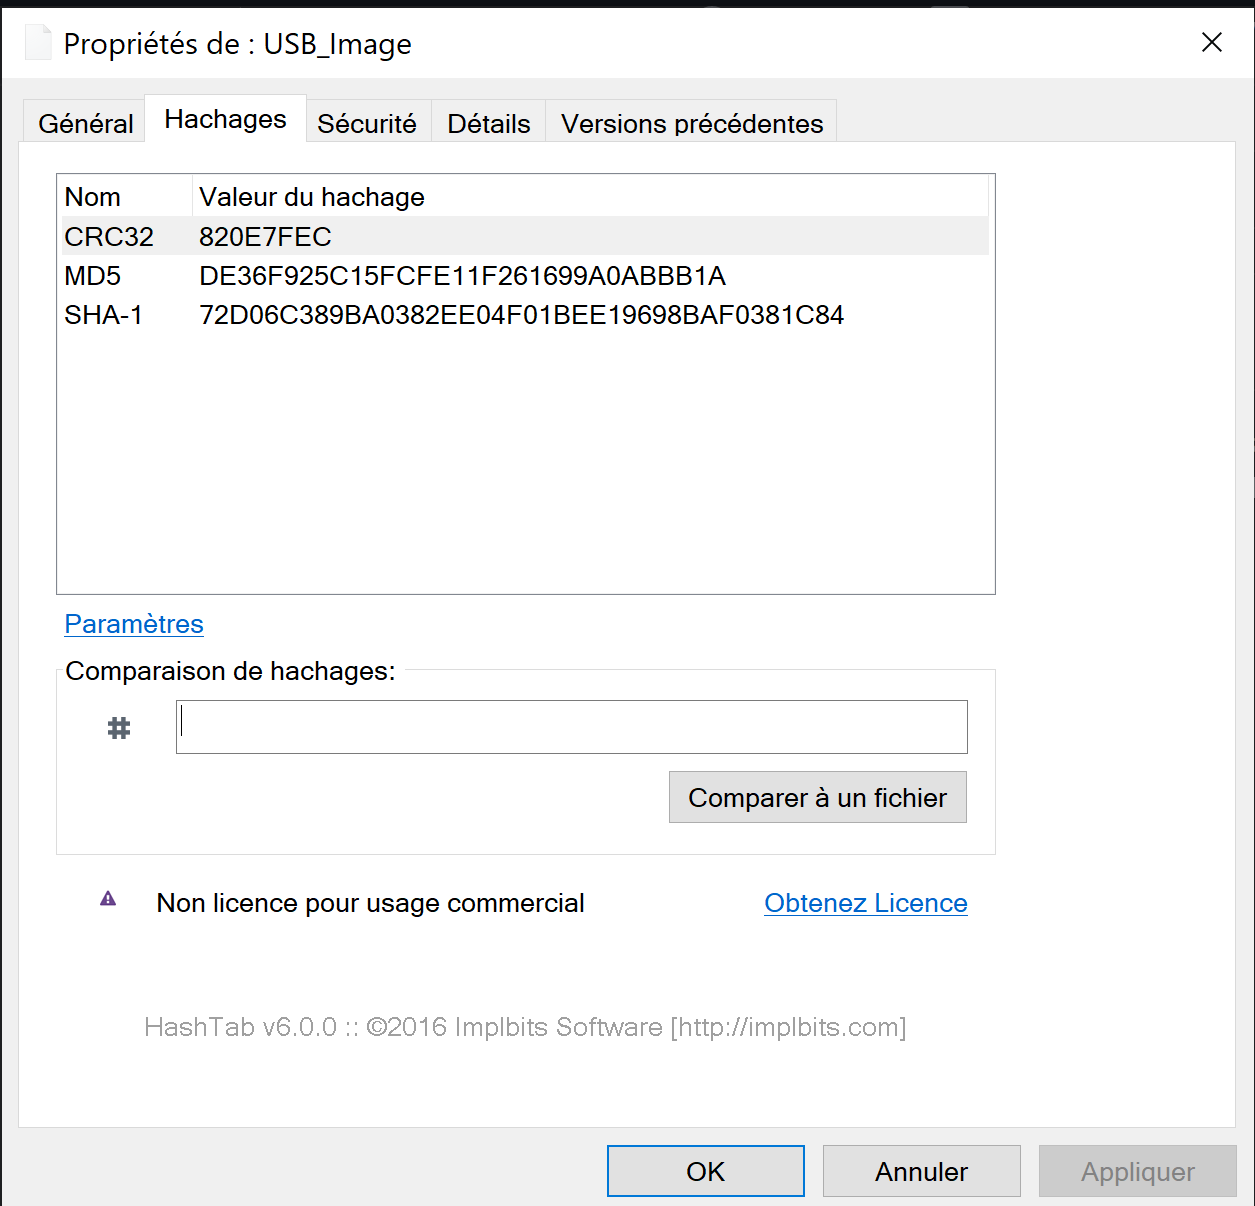 Propriétés de : USB_Image
Général Hachages Sécurité Détails Versions précédentes
Nom Valeur du hachage
CRC32 820E7FEC
MD5 DE36F925C15FCFE11F261699A0ABBB1A
SHA-1 72D06C389BA0382EE04F01BEE19698BAF0381C84
Paramètres
Comparaison de hachages:
#
Comparer à un fichier
Non licence pour usage commercial Obtenez Licence
HashTab v6.0.0 :: ©2016 Implbits Software [http://implbits.com]
OK Annuler Appliquer